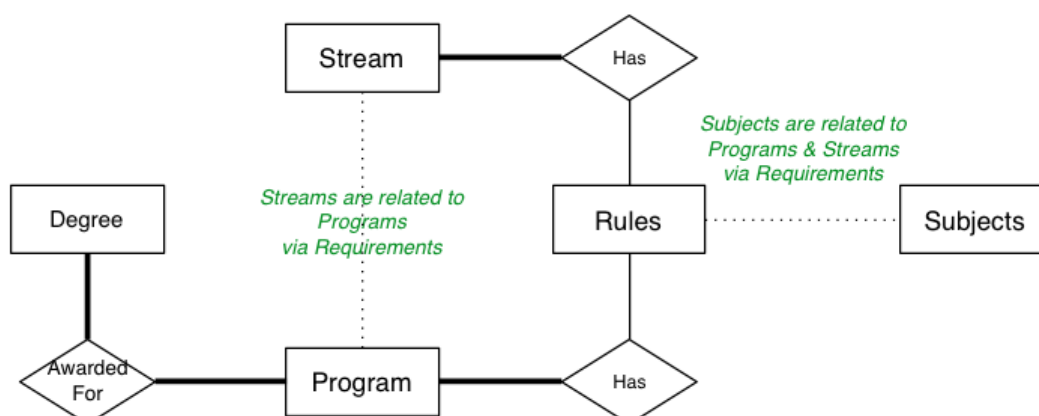 Stream
Has
Subjects are related to
Programs & Streams
via Requirements
Streams are related to
Programs
via Requirements
Degree
Rules
Subjects
Awarded
For
Program
Has